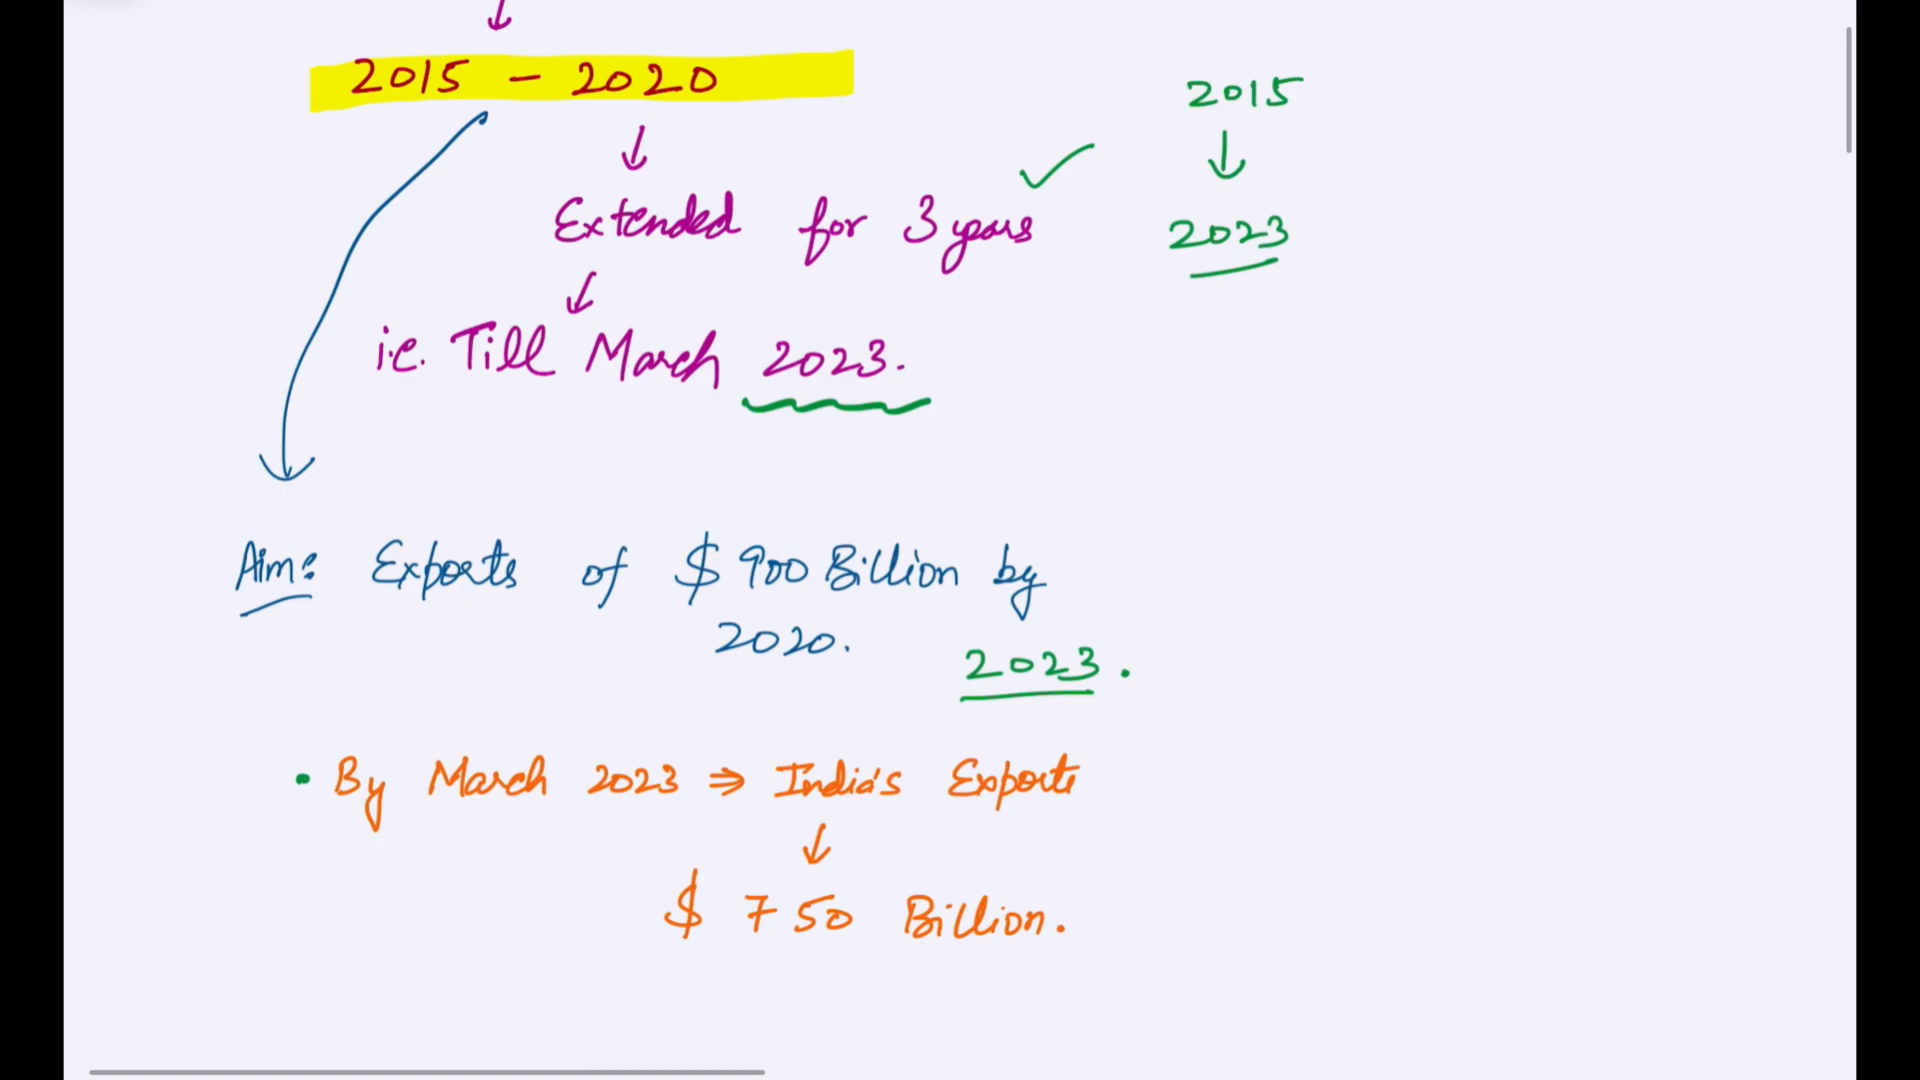 2015 - 2020
2015
↓
↓
Extended for 3 years
2023
↓
i.e. Till March 2023.
Aim: Exports of $ 900 Billion by
2020.
2023.
• By March 2023 ⇒ India's Exports
↓
$ 750 Billion.